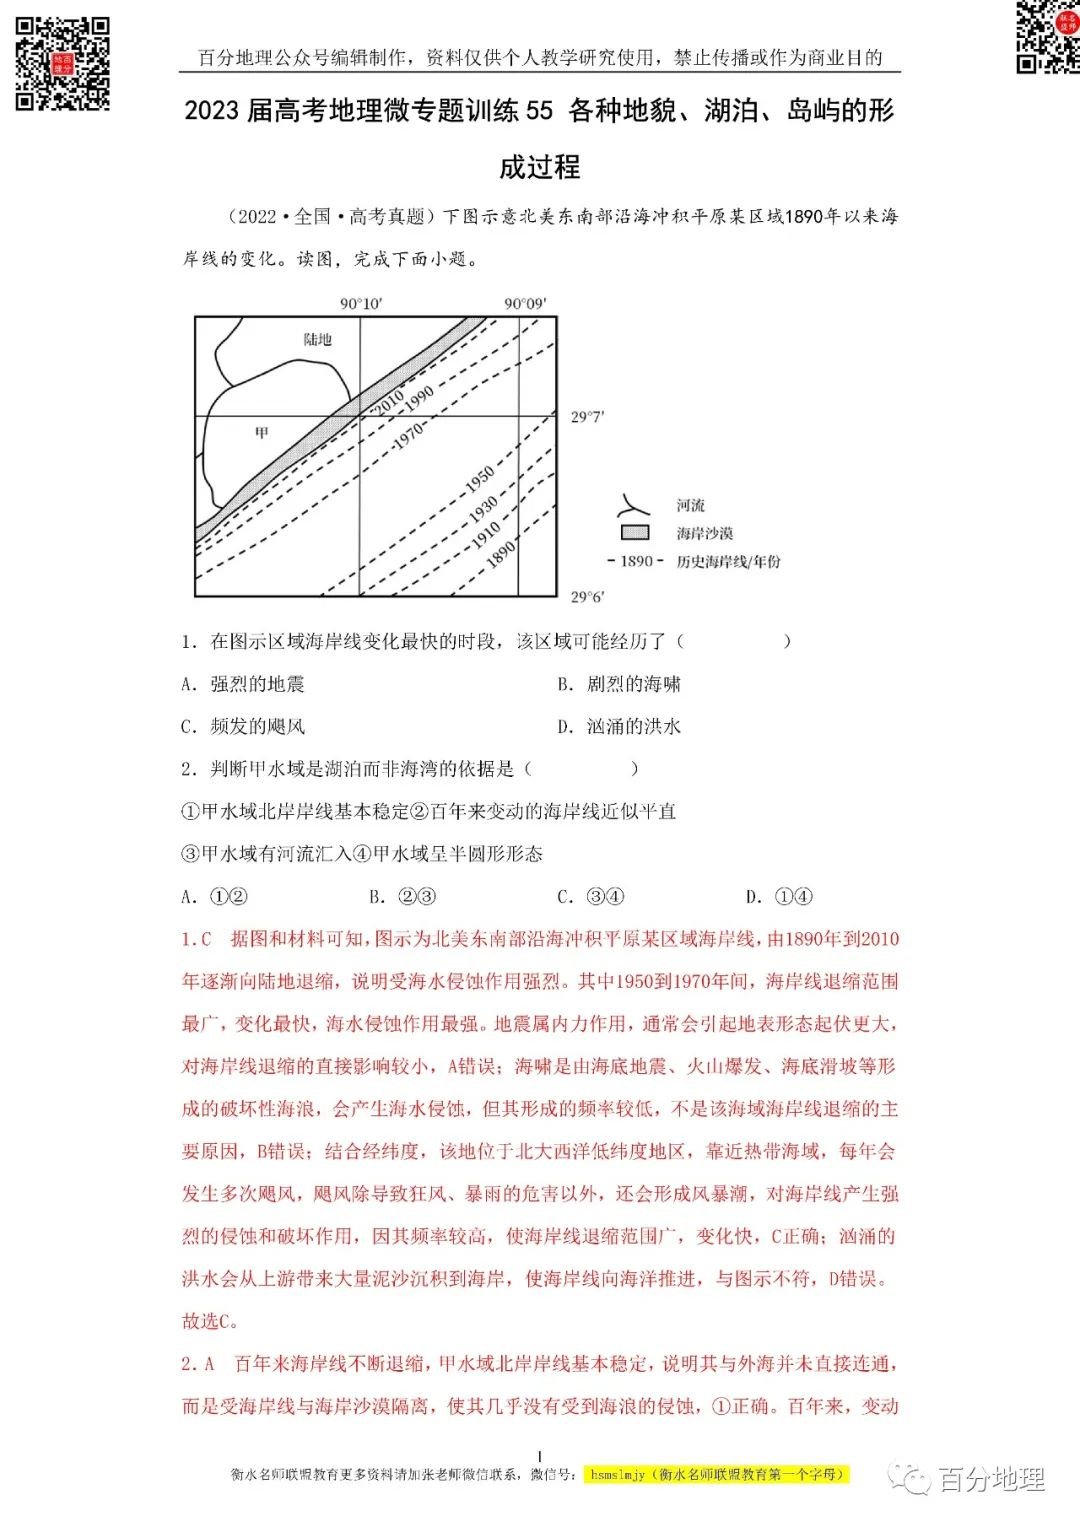 百分地理公众号编辑制作，资料仅供个人教学研究使用，禁止传播或作为商业目的
2023 届高考地理微专题训练 55 各种地貌、湖泊、岛屿的形
成过程
（2022·全国·高考真题）下图示意北美东南部沿海冲积平原某区域1890年以来海
岸线的变化。读图，完成下面小题。
90°10′ 90°09′
陆地
2010
1990
29°7′
甲
1970
1950
1930
1910
1890
河流
海岸沙漠
1890 历史海岸线/年份
29°6′
1．在图示区域海岸线变化最快的时段，该区域可能经历了（ ）
A．强烈的地震 B．剧烈的海啸
C．频发的飓风 D．汹涌的洪水
2．判断甲水域是湖泊而非海湾的依据是（ ）
①甲水域北岸岸线基本稳定②百年来变动的海岸线近似平直
③甲水域有河流汇入④甲水域呈半圆形形态
A．①② B．②③ C．③④ D．①④
1.C 据图和材料可知，图示为北美东南部沿海冲积平原某区域海岸线，由1890年到2010
年逐渐向陆地退缩，说明受海水侵蚀作用强烈。其中1950到1970年间，海岸线退缩范围
最广，变化最快，海水侵蚀作用最强。地震属内力作用，通常会引起地表形态起伏更大，
对海岸线退缩的直接影响较小，A错误；海啸是由海底地震、火山爆发、海底滑坡等形
成的破坏性海浪，会产生海水侵蚀，但其形成的频率较低，不是该海域海岸线退缩的主
要原因，B错误；结合经纬度，该地位于北大西洋低纬度地区，靠近热带海域，每年会
发生多次飓风，飓风除导致狂风、暴雨的危害以外，还会形成风暴潮，对海岸线产生强
烈的侵蚀和破坏作用，因其频率较高，使海岸线退缩范围广，变化快，C正确；汹涌的
洪水会从上游带来大量泥沙沉积到海岸，使海岸线向海洋推进，与图示不符，D错误。
故选C。
2.A 百年来海岸线不断退缩，甲水域北岸岸线基本稳定，说明其与外海并未直接连通，
而是受海岸线与海岸沙漠隔离，使其几乎没有受到海浪的侵蚀，①正确。百年来，变动
1
衡水名师联盟教育更多资料请加张老师微信联系，微信号：hsmslmjy（衡水名师联盟教育第一个字母）
百分地理